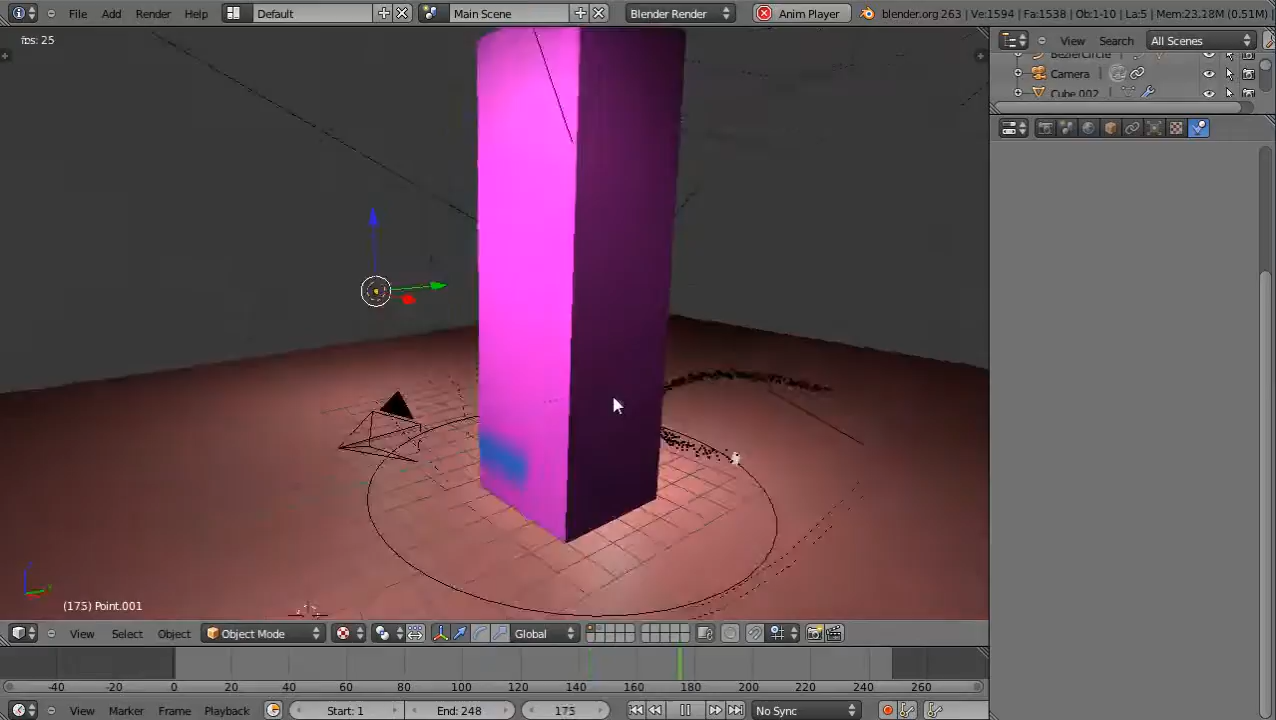 File Add Render Help Default Main Scene Blender Render Anim Player blender.org 263 | Ve:1594 | Fa:1538 | Ob:1-10 | La:5 | Mem:23.18M (0.51M) |
fps: 25
View Search All Scenes
BezierCircle
Camera
Cube.002
(175) Point.001
View Select Object Object Mode Global
-40 -20 0 20 40 60 80 100 120 140 160 180 200 220 240 260
View Marker Frame Playback Start: 1 End: 248 175 No Sync